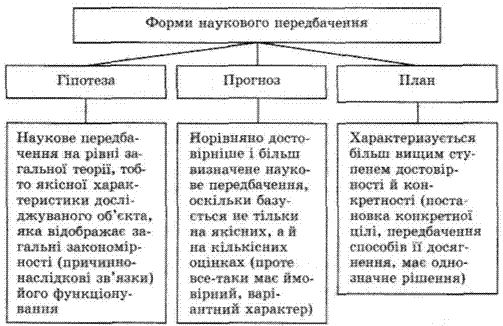 Форми наукового передбачення
Гіпотеза
Прогноз
План
Наукове передба-
чення на рівні за-
гальної теорії, тоб-
то якісної харак-
теристики дослі-
джуваного об’єкта,
яка відображає за-
гальні закономір-
ності (причинно-
наслідкові зв’язки)
його функціону-
вання
Порівняно досто-
вірніше і більш
визначене науко-
ве передбачення,
оскільки базу-
ється не тільки
на якісних, а й
на кількісних
оцінках (проте
все-таки має ймо-
вірний, варі-
антний характер)
Характеризується
більш вищим сту-
пенем достовір-
ності й кон-
кретності (поста-
новка конкретної
цілі, передбачення
способів її досяг-
нення, має одно-
значне рішення)